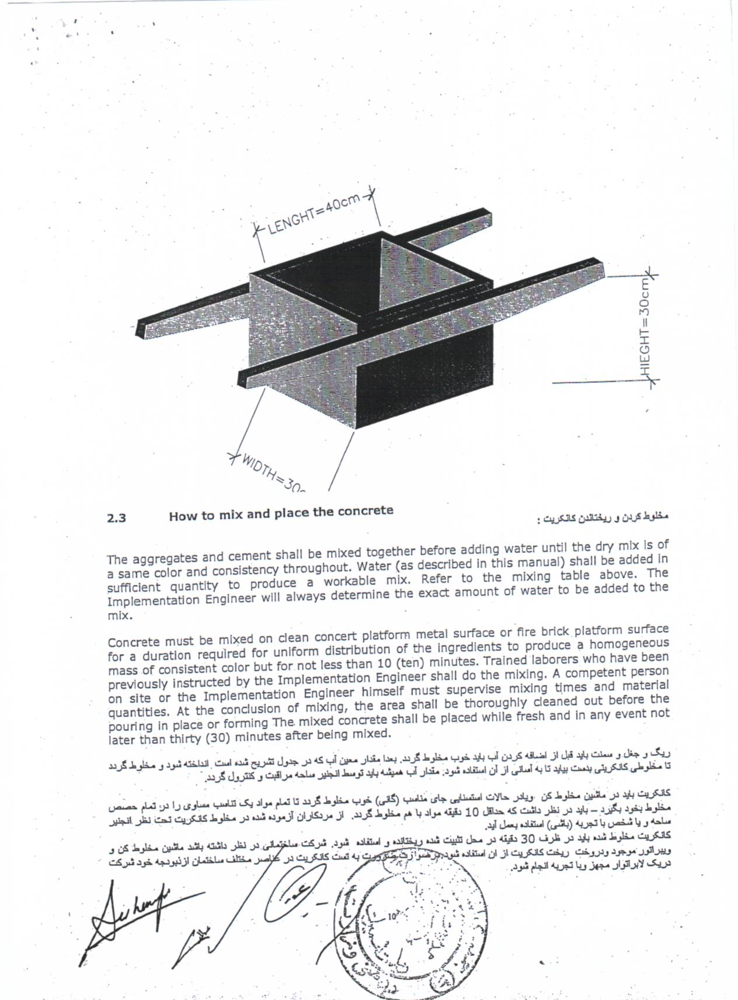 LENGHT=40cm
HIEGHT=30cm
WIDTH=30
2.3 How to mix and place the concrete
مخلوط کردن و ریختاندن کانکریت :
The aggregates and cement shall be mixed together before adding water until the dry mix is of
a same color and consistency throughout. Water (as described in this manual) shall be added in
sufficient quantity to produce a workable mix. Refer to the mixing table above. The
Implementation Engineer will always determine the exact amount of water to be added to the
mix.
Concrete must be mixed on clean concert platform metal surface or fire brick platform surface
for a duration required for uniform distribution of the ingredients to produce a homogeneous
mass of consistent color but for not less than 10 (ten) minutes. Trained laborers who have been
previously instructed by the Implementation Engineer shall do the mixing. A competent person
on site or the Implementation Engineer himself must supervise mixing times and material
quantities. At the conclusion of mixing, the area shall be thoroughly cleaned out before the
pouring in place or forming The mixed concrete shall be placed while fresh and in any event not
later than thirty (30) minutes after being mixed.
ریگ و جغل و سمنت باید قبل از اضافه کردن آب باید خوب مخلوط گردند. بعدا مقدار معین آب که در جدول تشریح شده است انداخته شود و مخلوط گردد
تا مخلوطی کانکریتی بدست بیاید تا به آسانی از آن استفاده شود. مقدار آب همیشه باید توسط انجنیر ساحه مراقبت و کنترول گردد.
کانکریت باید در ماشین مخلوط کن ویادر حالات استسنایی جای مناسب (گانی) خوب مخلوط گردد تا تمام مواد یک تناسب مساوی را در تمام حصص
مخلوط بخود بگیرد – باید در نظر داشت که حداقل 10 دقیقه مواد با هم مخلوط گردند. از مردکاران آزموده شده در مخلوط کانکریت تحت نظر انجنیر
ساحه و یا شخص با تجربه (باشی) استفاده بعمل آید.
کانکریت مخلوط شده باید در ظرف 30 دقیقه در محل تثبیت شده ریختانده و استفاده شود. شرکت ساختمانی در نظر داشته باشد ماشین مخلوط کن و
ویبراتور موجود ودروخت ریخت کانکریت از ان استفاده شود. درصورت ضرورت به تست کانکریت در عناصر مختلف ساختمان ازبودجه خود شرکت
دریک لابراتوار مجهز وبا تجربه انجام شود.
10